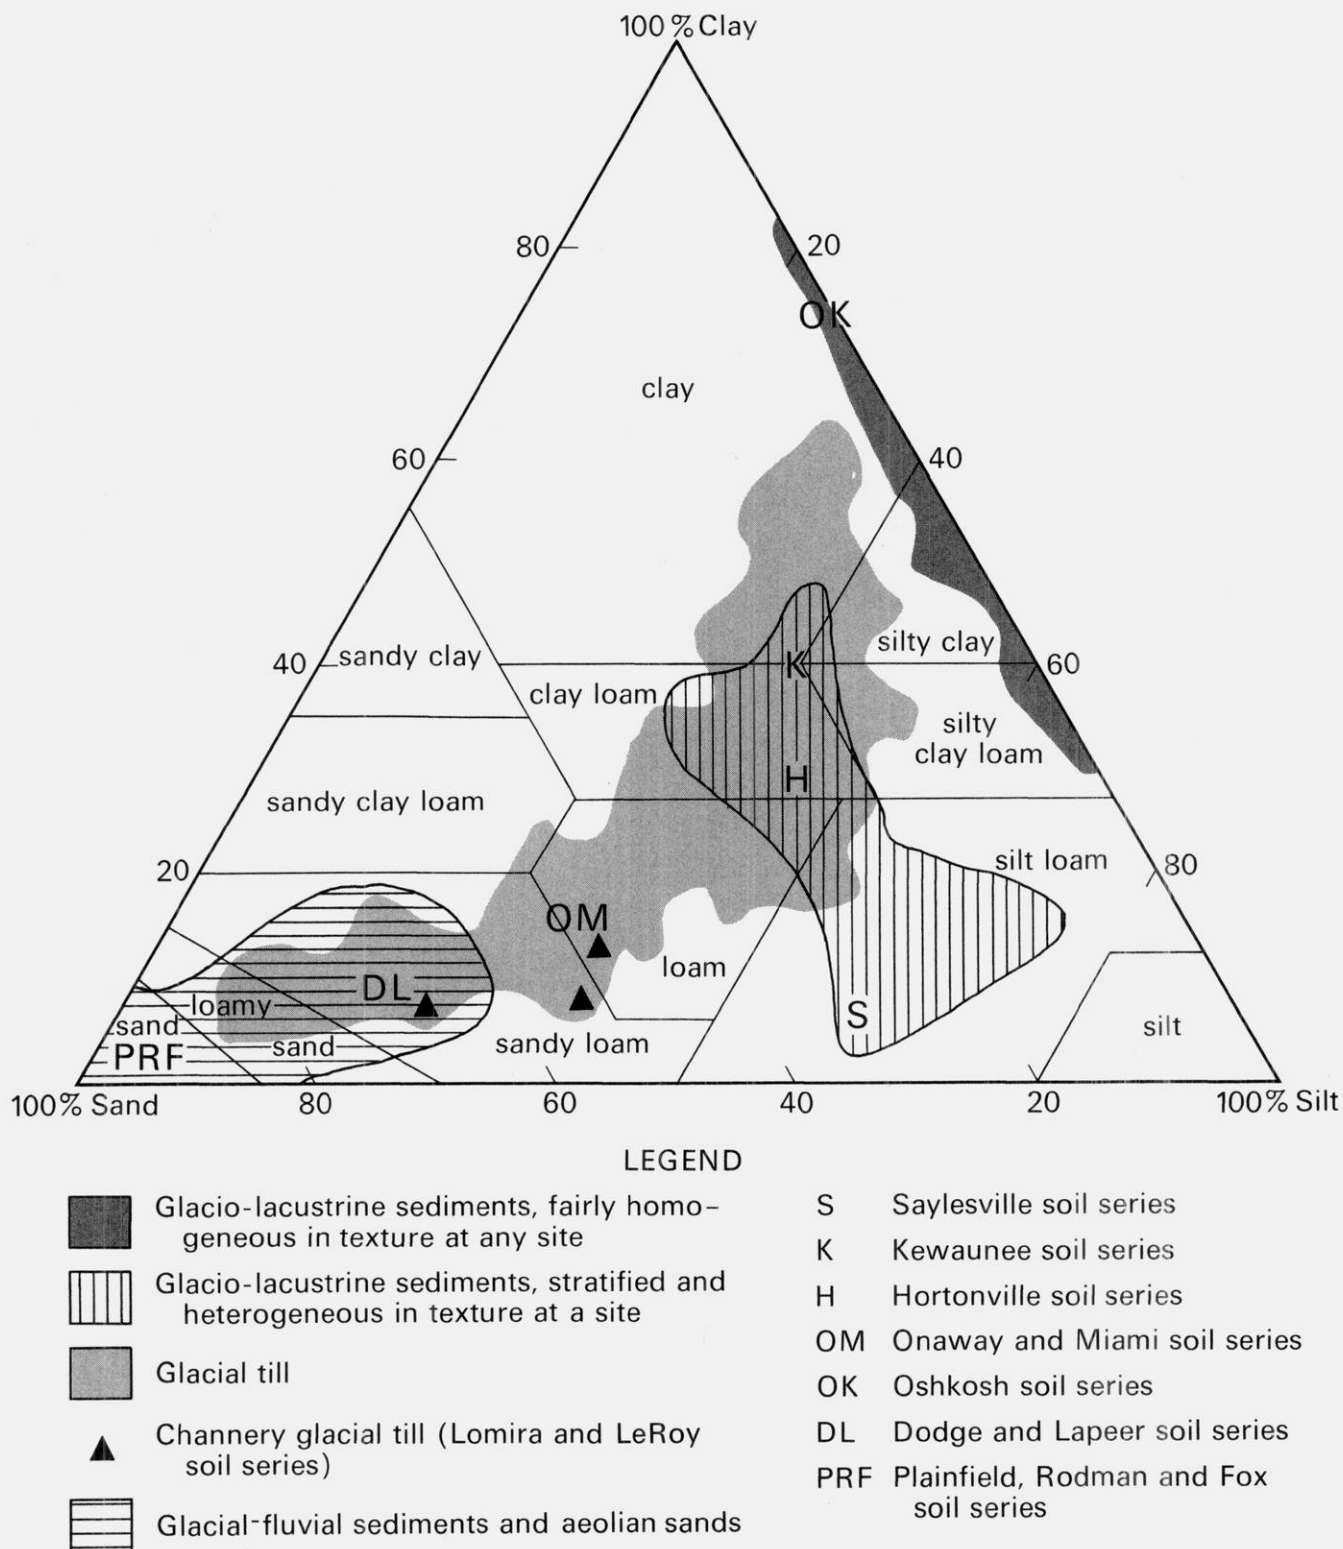 100% Clay
80
20
OK
clay
60
40
40
sandy clay
K
silty clay
60
clay loam
silty
clay loam
H
sandy clay loam
20
silt loam
80
OM
loam
DL
loamy
sand
S
silt
PRF
sand
sandy loam
100% Sand
80
60
40
20
100% Silt
LEGEND
Glacio-lacustrine sediments, fairly homo-
geneous in texture at any site
Glacio-lacustrine sediments, stratified and
heterogeneous in texture at a site
Glacial till
Channery glacial till (Lomira and LeRoy
soil series)
Glacial-fluvial sediments and aeolian sands
S Saylesville soil series
K Kewaunee soil series
H Hortonville soil series
OM Onaway and Miami soil series
OK Oshkosh soil series
DL Dodge and Lapeer soil series
PRF Plainfield, Rodman and Fox
soil series